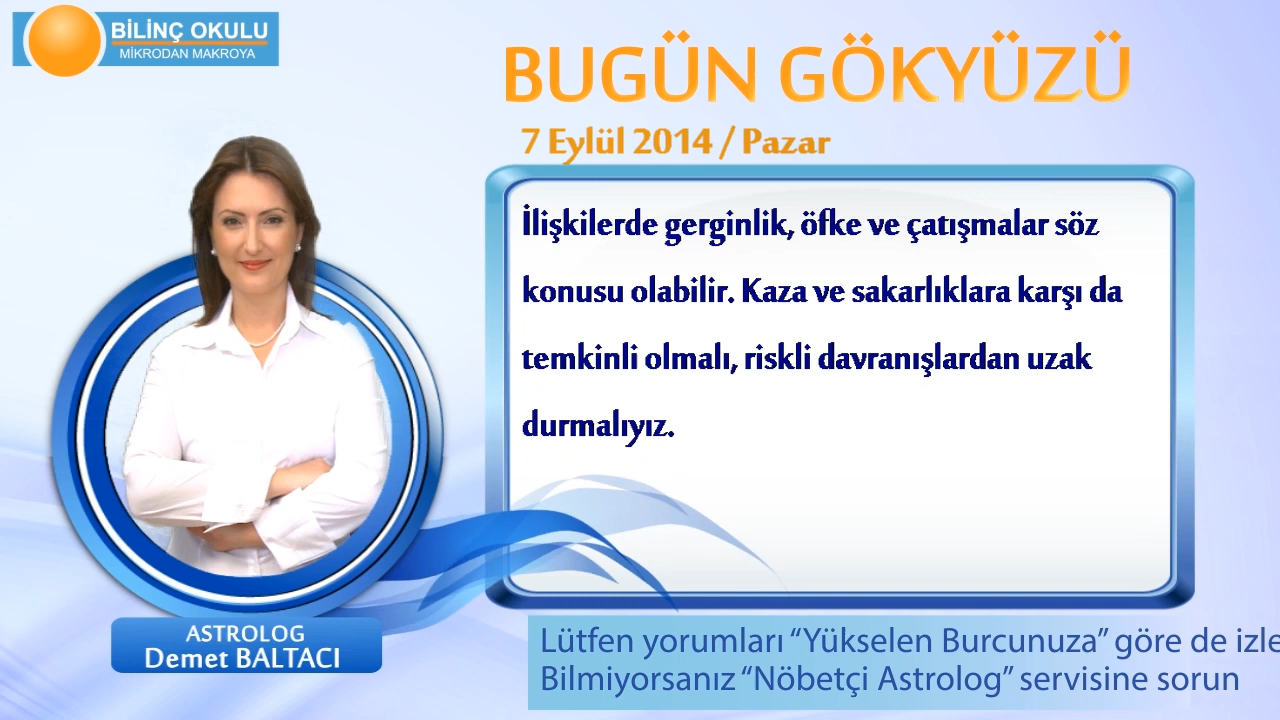 BİLİNÇ OKULU
MİKRODAN MAKROYA
BUGÜN GÖKYÜZÜ
7 Eylül 2014 / Pazar
İlişkilerde gerginlik, öfke ve çatışmalar söz
konusu olabilir. Kaza ve sakarlıklara karşı da
temkinli olmalı, riskli davranışlardan uzak
durmalıyız.
ASTROLOG
Demet BALTACI
Lütfen yorumları “Yükselen Burcunuza” göre de izle
Bilmiyorsanız “Nöbetçi Astrolog” servisine sorun